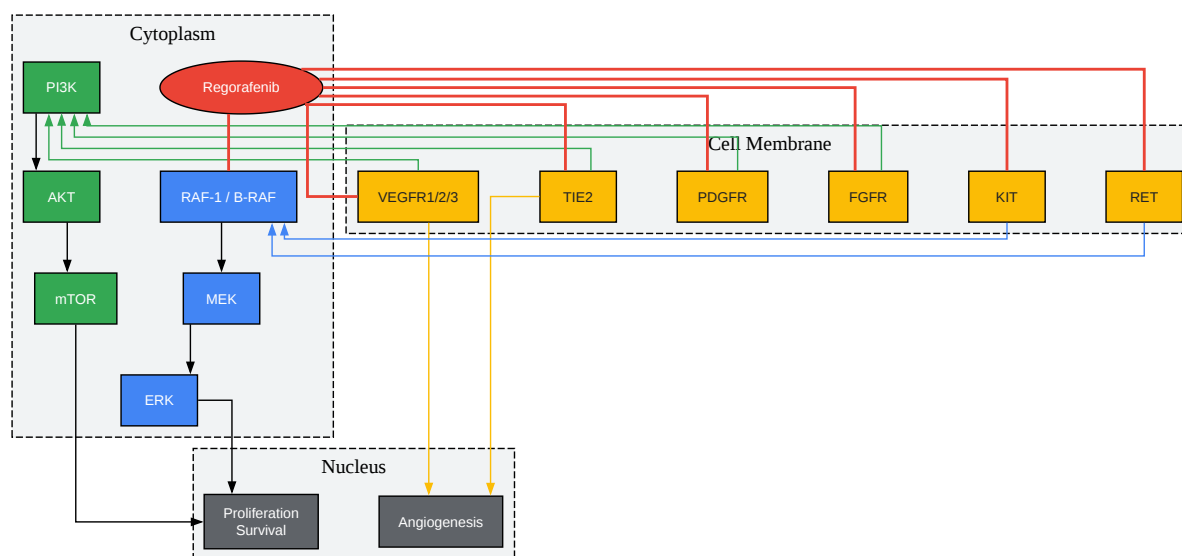 Cytoplasm
PI3K
Regorafenib
Cell Membrane
AKT
RAF-1 / B-RAF
VEGFR1/2/3
TIE2
PDGFR
FGFR
KIT
RET
mTOR
MEK
ERK
Nucleus
Proliferation
Survival
Angiogenesis